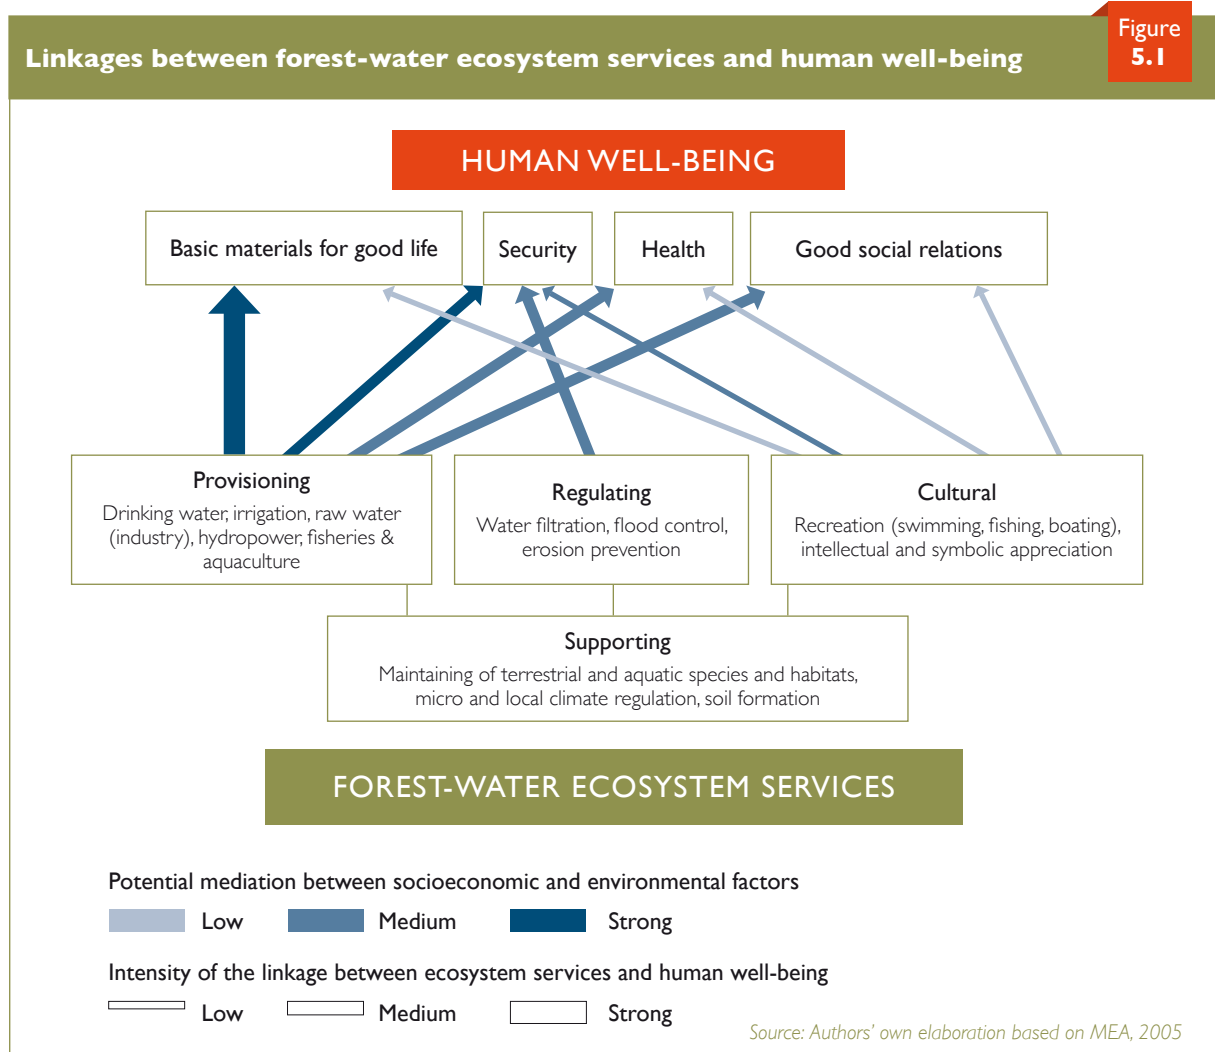 Linkages between forest-water ecosystem services and human well-being
Figure
5.1
HUMAN WELL-BEING
Basic materials for good life
Security
Health
Good social relations
Provisioning
Drinking water, irrigation, raw water
(industry), hydropower, fisheries &
aquaculture
Regulating
Water filtration, flood control,
erosion prevention
Cultural
Recreation (swimming, fishing, boating),
intellectual and symbolic appreciation
Supporting
Maintaining of terrestrial and aquatic species and habitats,
micro and local climate regulation, soil formation
FOREST-WATER ECOSYSTEM SERVICES
Potential mediation between socioeconomic and environmental factors
Low
Medium
Strong
Intensity of the linkage between ecosystem services and human well-being
Low
Medium
Strong
Source: Authors' own elaboration based on MEA, 2005